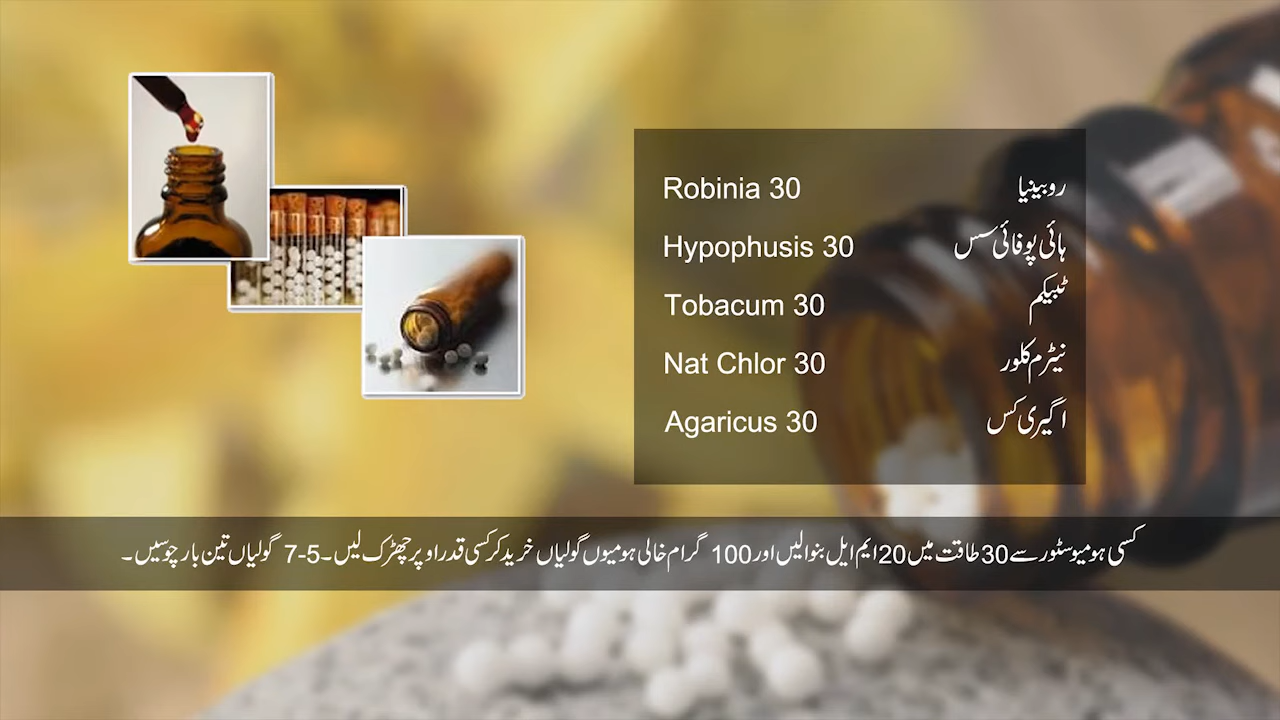 Robinia 30 روبینیا
Hypophusis 30 ہائی پوفائی سس
Tobacum 30 ٹبیکم
Nat Chlor 30 نیٹرم کلور
Agaricus 30 اگیری کس
کسی ہومیوسٹور سے 30 طاقت میں 20 ایم ایل بنوالیں اور 100 گرام خالی ہومیوں گولیاں خرید کر کسی قدر اوپر چھڑک لیں۔ 5-7 گولیاں تین بار چوسیں۔